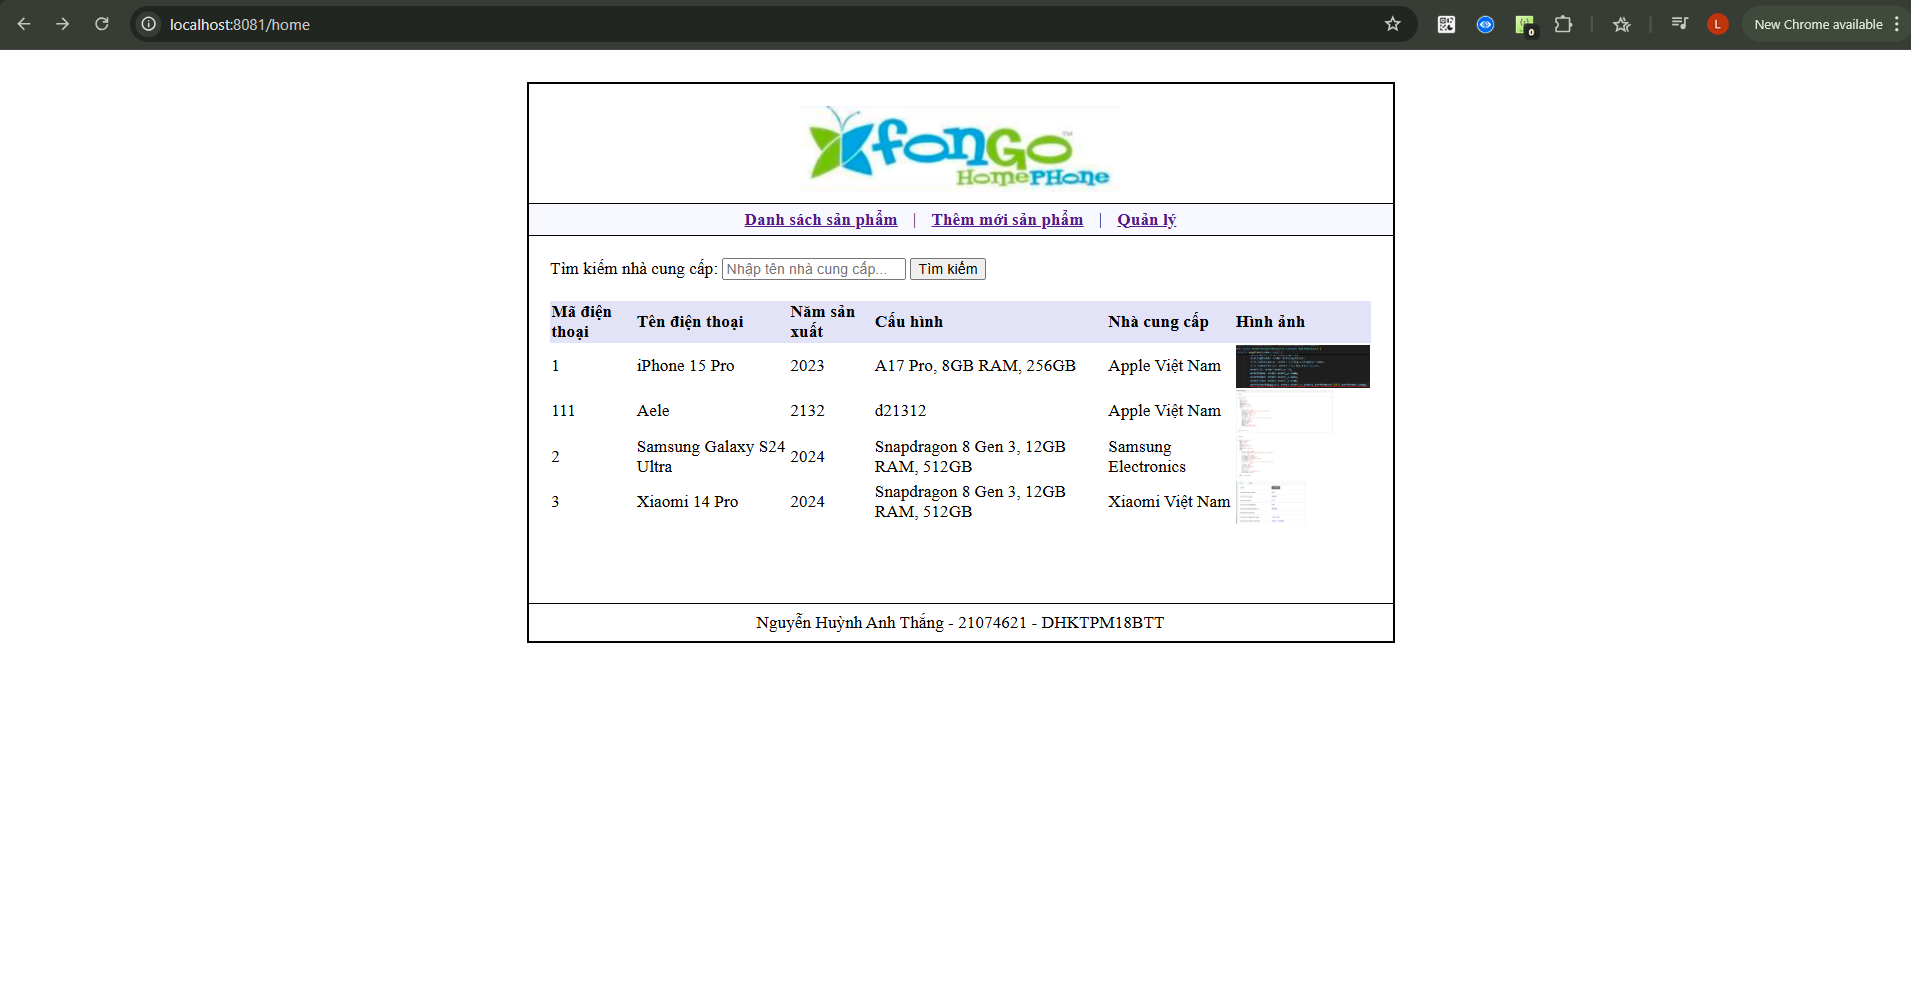 localhost:8081/home
0
L
New Chrome available
fonGo™
HomePHone
Danh sách sản phẩm | Thêm mới sản phẩm | Quản lý
Tìm kiếm nhà cung cấp: Nhập tên nhà cung cấp... Tìm kiếm
Mã điện thoại Tên điện thoại Năm sản xuất Cấu hình Nhà cung cấp Hình ảnh
1 iPhone 15 Pro 2023 A17 Pro, 8GB RAM, 256GB Apple Việt Nam
111 Aele 2132 d21312 Apple Việt Nam
2 Samsung Galaxy S24 Ultra 2024 Snapdragon 8 Gen 3, 12GB RAM, 512GB Samsung Electronics
3 Xiaomi 14 Pro 2024 Snapdragon 8 Gen 3, 12GB RAM, 512GB Xiaomi Việt Nam
Nguyễn Huỳnh Anh Thắng - 21074621 - DHKTPM18BTT